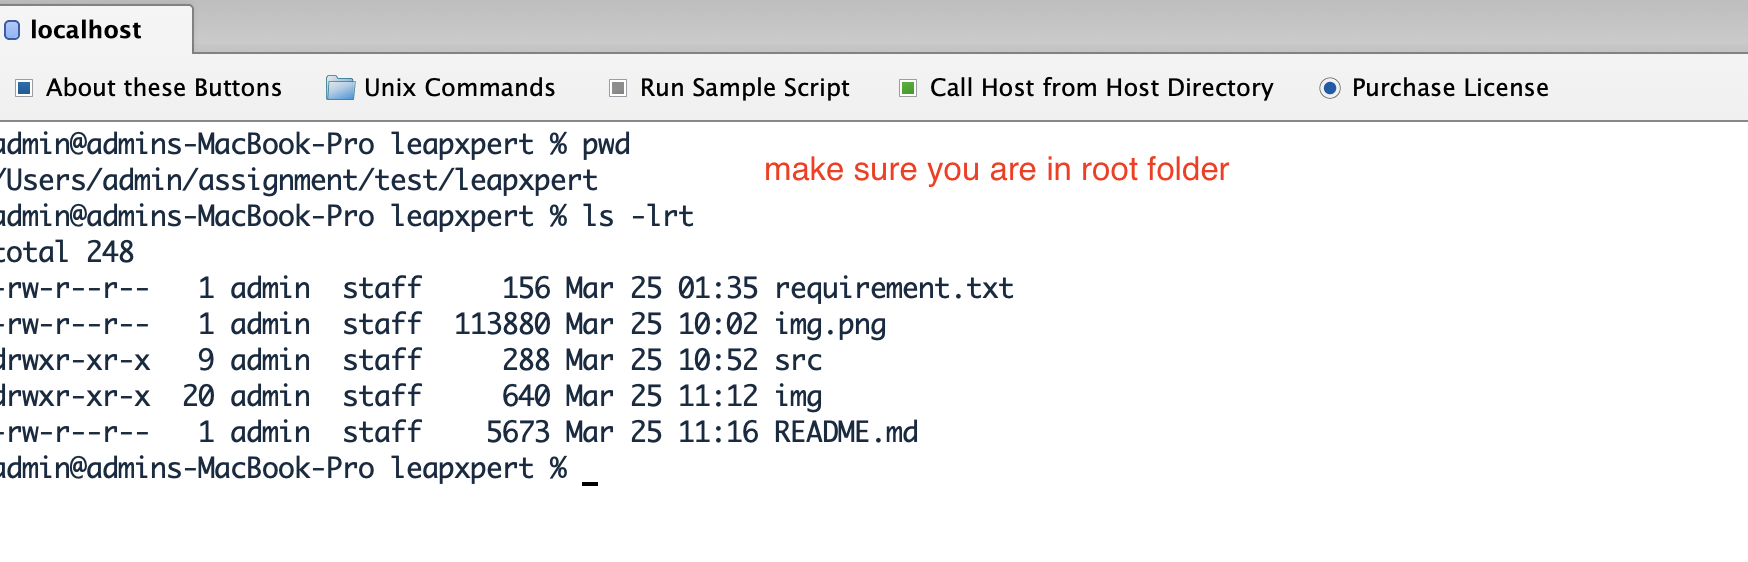 localhost
About these Buttons Unix Commands Run Sample Script Call Host from Host Directory Purchase License
admin@admins-MacBook-Pro leapxpert % pwd
make sure you are in root folder
/Users/admin/assignment/test/leapxpert
admin@admins-MacBook-Pro leapxpert % ls -lrt
total 248
-rw-r--r-- 1 admin staff 156 Mar 25 01:35 requirement.txt
-rw-r--r-- 1 admin staff 113880 Mar 25 10:02 img.png
drwxr-xr-x 9 admin staff 288 Mar 25 10:52 src
drwxr-xr-x 20 admin staff 640 Mar 25 11:12 img
-rw-r--r-- 1 admin staff 5673 Mar 25 11:16 README.md
admin@admins-MacBook-Pro leapxpert % _